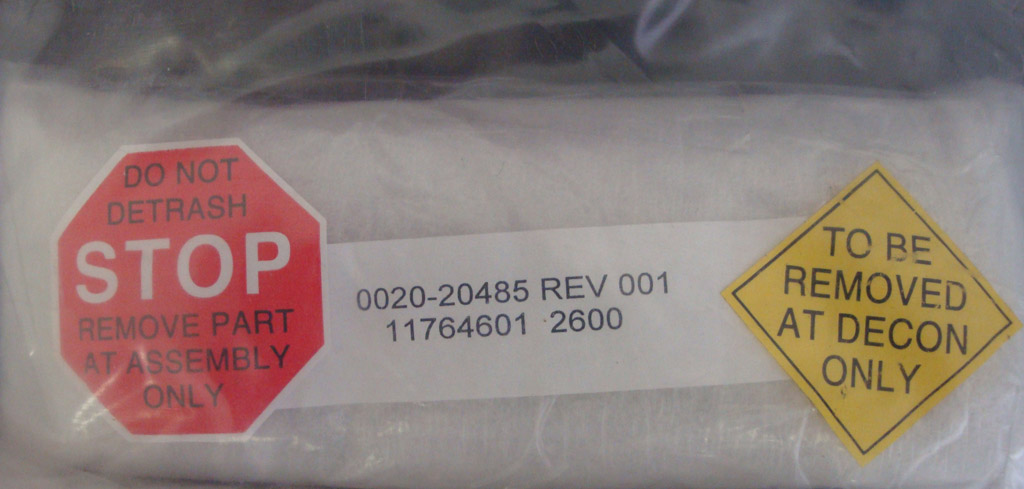 DO NOT
DETRASH
STOP
REMOVE PART
AT ASSEMBLY
ONLY
0020-20485 REV 001
11764601 2600
TO BE
REMOVED
AT DECON
ONLY